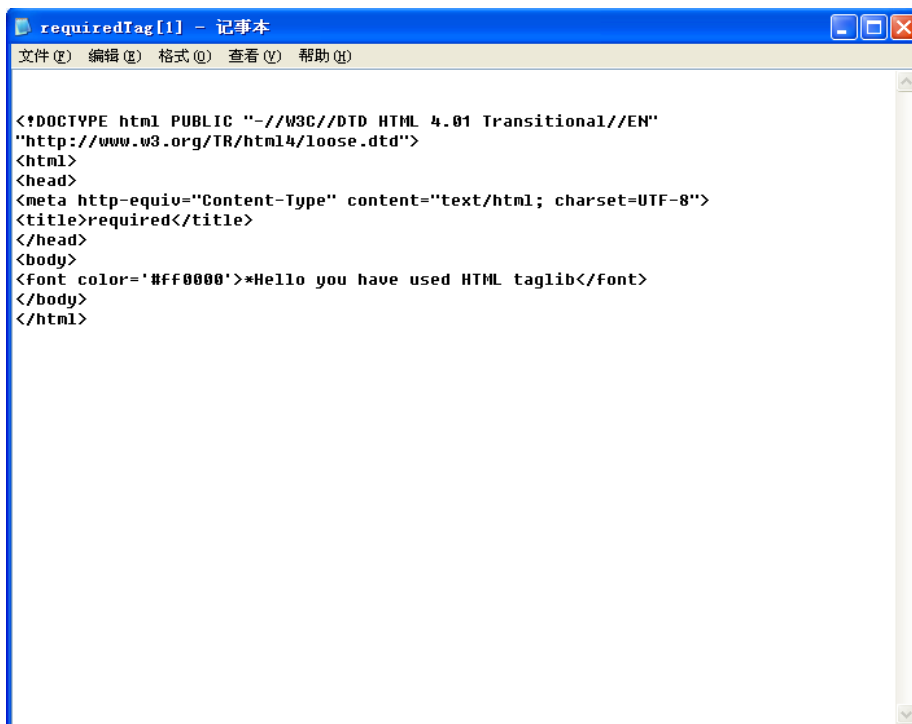 requiredTag[1] - 记事本
文件(F) 编辑(E) 格式(O) 查看(V) 帮助(H)
<!DOCTYPE html PUBLIC "-//W3C//DTD HTML 4.01 Transitional//EN"
"http://www.w3.org/TR/html4/loose.dtd">
<html>
<head>
<meta http-equiv="Content-Type" content="text/html; charset=UTF-8">
<title>required</title>
</head>
<body>
<font color='#ff0000'>*Hello you have used HTML taglib</font>
</body>
</html>